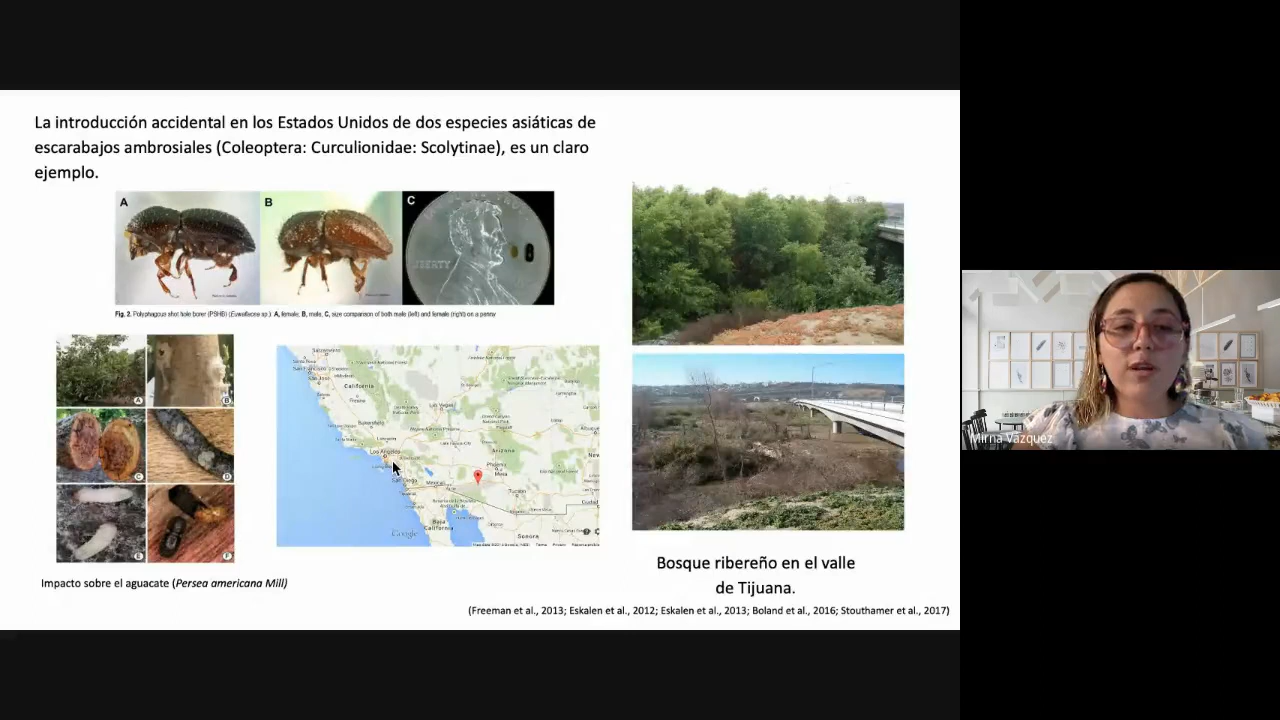 La introducción accidental en los Estados Unidos de dos especies asiáticas de
escarabajos ambrosiales (Coleoptera: Curculionidae: Scolytinae), es un claro
ejemplo.
A
B
C
LIBERTY
Fig. 2. Polyphagous shot hole borer (PSHB) (Euwallacea sp.). A, female, B, male, C, size comparison of both male (left) and female (right) on a penny
A
B
C
D
E
F
California
Las Vegas
Los Angeles
Arizona
Phoenix
Mesa
Tucson
Baja
California
Sonora
Google
Impacto sobre el aguacate (Persea americana Mill)
Bosque ribereño en el valle
de Tijuana.
(Freeman et al., 2013; Eskalen et al., 2012; Eskalen et al., 2013; Boland et al., 2016; Stouthamer et al., 2017)
Mirna Vazquez